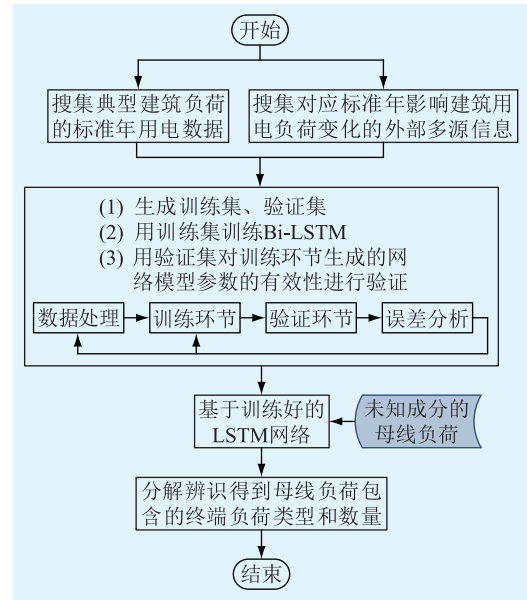 开始
搜集典型建筑负荷
的标准年用电数据
搜集对应标准年影响建筑用
电负荷变化的外部多源信息
(1) 生成训练集、验证集
(2) 用训练集训练Bi-LSTM
(3) 用验证集对训练环节生成的网
络模型参数的有效性进行验证
数据处理
训练环节
验证环节
误差分析
基于训练好的
LSTM网络
未知成分的
母线负荷
分解辨识得到母线负荷包
含的终端负荷类型和数量
结束